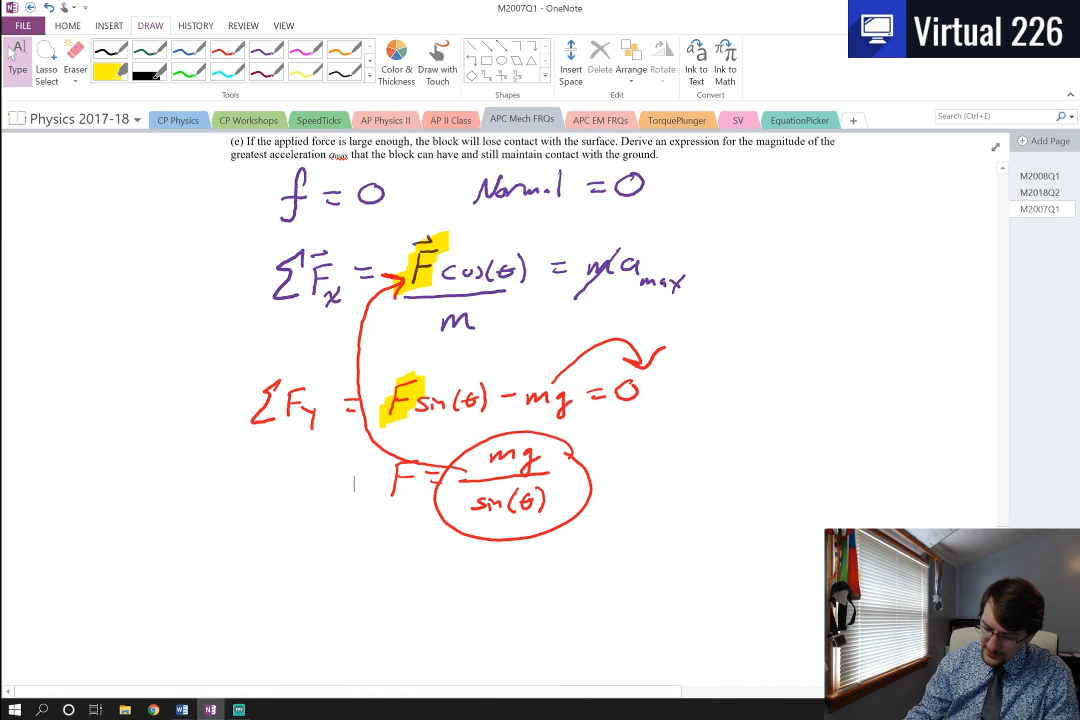 M2007Q1 - OneNote
FILE HOME INSERT DRAW HISTORY REVIEW VIEW
Virtual 226
Type
Lasso Select
Eraser
Color & Thickness
Draw with Touch
Insert Space
Delete
Arrange
Rotate
Ink to Text
Ink to Math
Tools Shapes Edit Convert
Physics 2017-18 CP Physics CP Workshops SpeedTicks AP Physics II AP II Class APC Mech FRQs APC EM FRQs TorquePlunger SV EquationPicker + Search (Ctrl+E)
Add Page
M2008Q1
M2018Q2
M2007Q1
(e) If the applied force is large enough, the block will lose contact with the surface. Derive an expression for the magnitude of the
greatest acceleration amax that the block can have and still maintain contact with the ground.
f = 0 Normal = 0
∑F⃗x = F⃗ cos(θ) / m = m a max
∑Fy = F sin(θ) - mg = 0
F = mg / sin(θ)